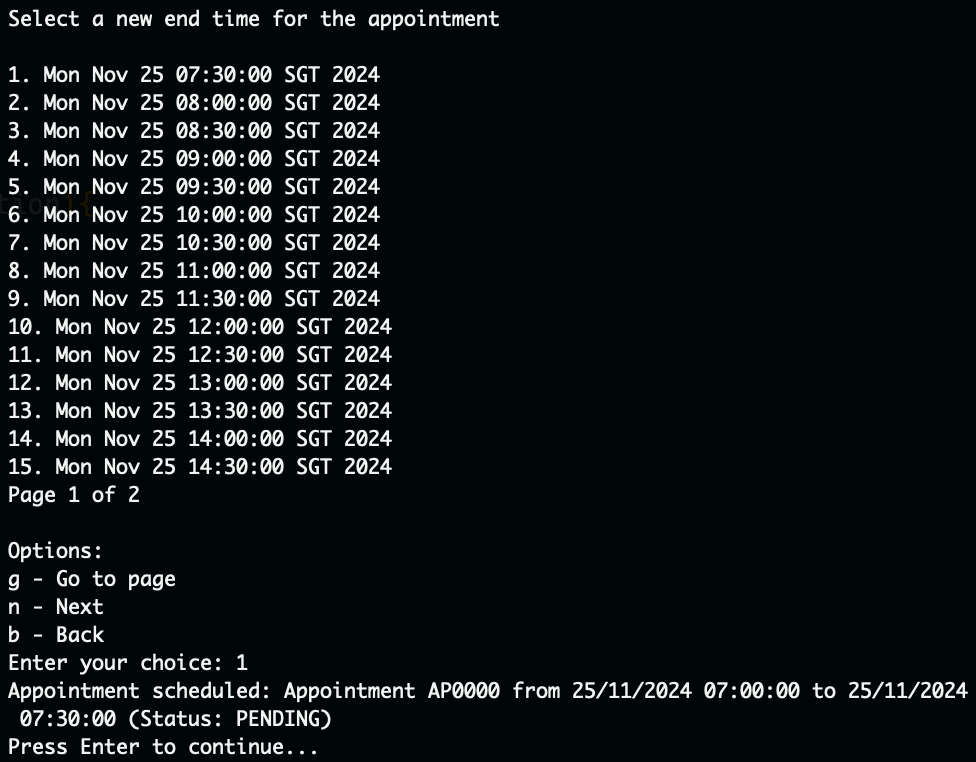 Select a new end time for the appointment
1. Mon Nov 25 07:30:00 SGT 2024
2. Mon Nov 25 08:00:00 SGT 2024
3. Mon Nov 25 08:30:00 SGT 2024
4. Mon Nov 25 09:00:00 SGT 2024
5. Mon Nov 25 09:30:00 SGT 2024
6. Mon Nov 25 10:00:00 SGT 2024
7. Mon Nov 25 10:30:00 SGT 2024
8. Mon Nov 25 11:00:00 SGT 2024
9. Mon Nov 25 11:30:00 SGT 2024
10. Mon Nov 25 12:00:00 SGT 2024
11. Mon Nov 25 12:30:00 SGT 2024
12. Mon Nov 25 13:00:00 SGT 2024
13. Mon Nov 25 13:30:00 SGT 2024
14. Mon Nov 25 14:00:00 SGT 2024
15. Mon Nov 25 14:30:00 SGT 2024
Page 1 of 2
Options:
g - Go to page
n - Next
b - Back
Enter your choice: 1
Appointment scheduled: Appointment AP0000 from 25/11/2024 07:00:00 to 25/11/2024
07:30:00 (Status: PENDING)
Press Enter to continue...